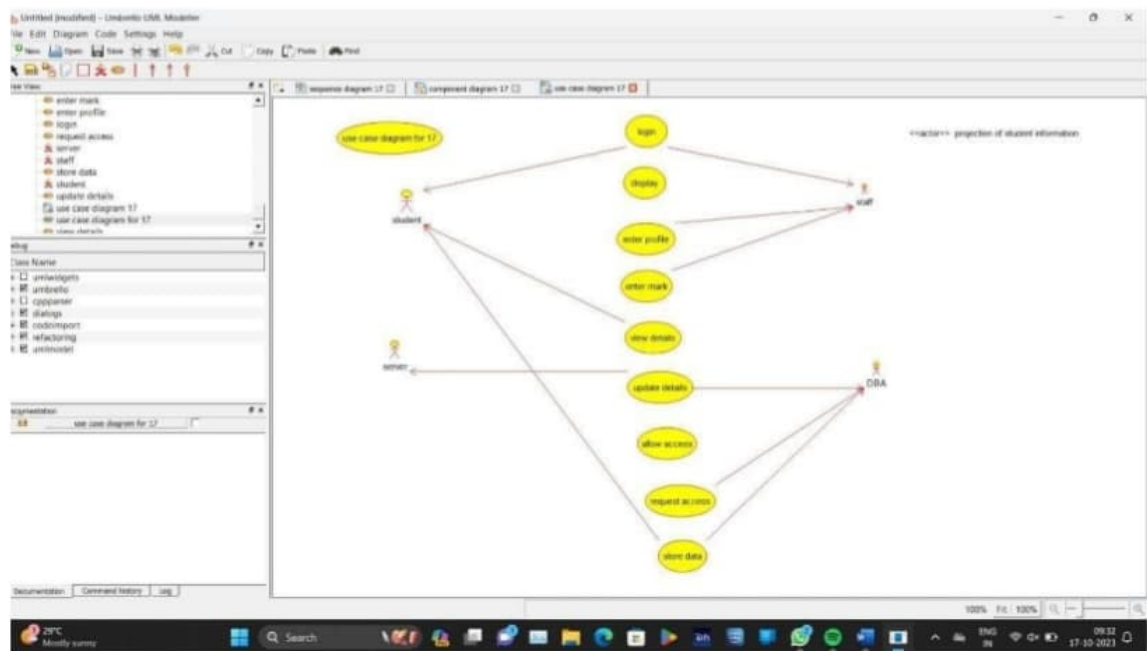 Untitled [modified] - Umbrello UML Modeller
File Edit Diagram Code Settings Help
New Open Save Cut Copy Paste Find
Tree View
sequence diagram 17
component diagram 17
use case diagram 17
enter mark
enter profile
login
request access
server
staff
store data
student
update details
use case diagram 17
use case diagram for 17
view details
Class Name
umlwidgets
umbrello
cppparser
dialogs
codeimport
refactoring
umlmodel
use case diagram for 17
Documentation Command history Log
use case diagram for 17
login
<<actor>> projection of student information
display
student
staff
enter profile
enter mark
view details
server
update details
DBA
allow access
request access
store data
100% Fit 100%
29°C
Mostly sunny
Search
ENG
IN
09:32
17-10-2023